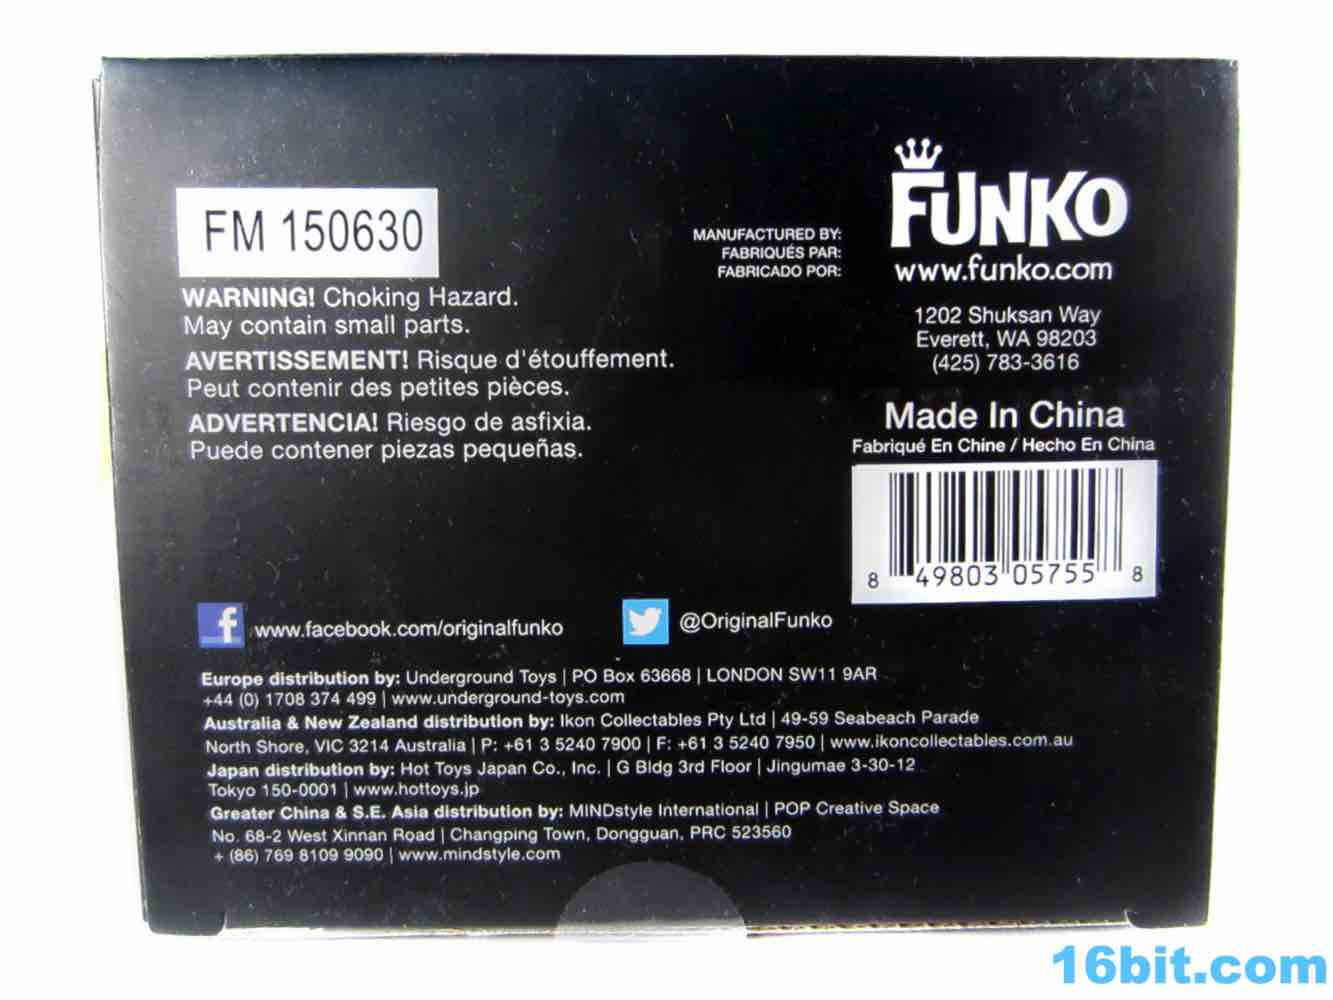 FM 150630
WARNING! Choking Hazard.
May contain small parts.
AVERTISSEMENT! Risque d'étouffement.
Peut contenir des petites pièces.
ADVERTENCIA! Riesgo de asfixia.
Puede contener piezas pequeñas.
MANUFACTURED BY:
FABRIQUÉS PAR:
FABRICADO POR:
FUNKO
www.funko.com
1202 Shuksan Way
Everett, WA 98203
(425) 783-3616
Made In China
Fabriqué En Chine / Hecho En China
8 49803 05755 8
f www.facebook.com/originalfunko
@OriginalFunko
Europe distribution by: Underground Toys | PO Box 63668 | LONDON SW11 9AR
+44 (0) 1708 374 499 | www.underground-toys.com
Australia & New Zealand distribution by: Ikon Collectables Pty Ltd | 49-59 Seabeach Parade
North Shore, VIC 3214 Australia | P: +61 3 5240 7900 | F: +61 3 5240 7950 | www.ikoncollectables.com.au
Japan distribution by: Hot Toys Japan Co., Inc. | G Bldg 3rd Floor | Jingumae 3-30-12
Tokyo 150-0001 | www.hottoys.jp
Greater China & S.E. Asia distribution by: MINDstyle International | POP Creative Space
No. 68-2 West Xinnan Road | Changping Town, Dongguan, PRC 523560
+ (86) 769 8109 9090 | www.mindstyle.com
16bit.com